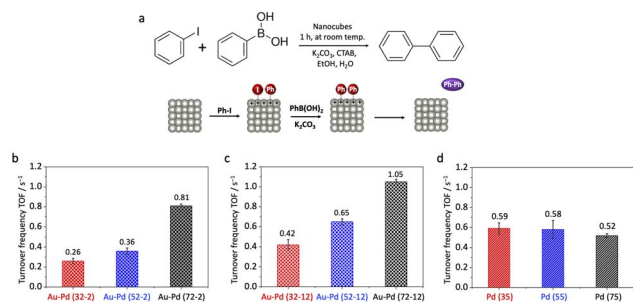 a
I
+
HO
OH
B
Nanocubes
1 h, at room temp.
K2CO3, CTAB,
EtOH, H2O
Ph-I
I
Ph
PhB(OH)2
K2CO3
Ph
Ph
Ph-Ph
b
Turnover frequency TOF / s⁻¹
1.2
1.0
0.8
0.6
0.4
0.2
0.0
0.26
0.36
0.81
Au-Pd (32-2)
Au-Pd (52-2)
Au-Pd (72-2)
c
Turnover frequency TOF / s⁻¹
1.2
1.0
0.8
0.6
0.4
0.2
0.0
0.42
0.65
1.05
Au-Pd (32-12)
Au-Pd (52-12)
Au-Pd (72-12)
d
Turnover frequency TOF / s⁻¹
1.2
1.0
0.8
0.6
0.4
0.2
0.0
0.59
0.58
0.52
Pd (35)
Pd (55)
Pd (75)